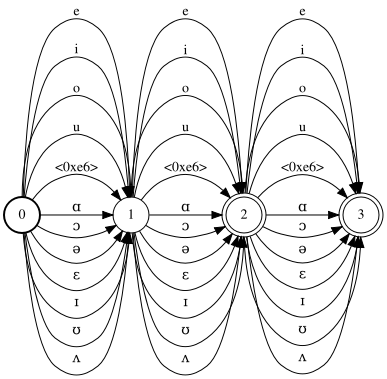 e e e
i i i
o o o
u u u
<0xe6> <0xe6> <0xe6>
0 ɑ 1 ɑ 2 ɑ 3
ɔ ɔ ɔ
ə ə ə
ɛ ɛ ɛ
ɪ ɪ ɪ
ʊ ʊ ʊ
ʌ ʌ ʌ